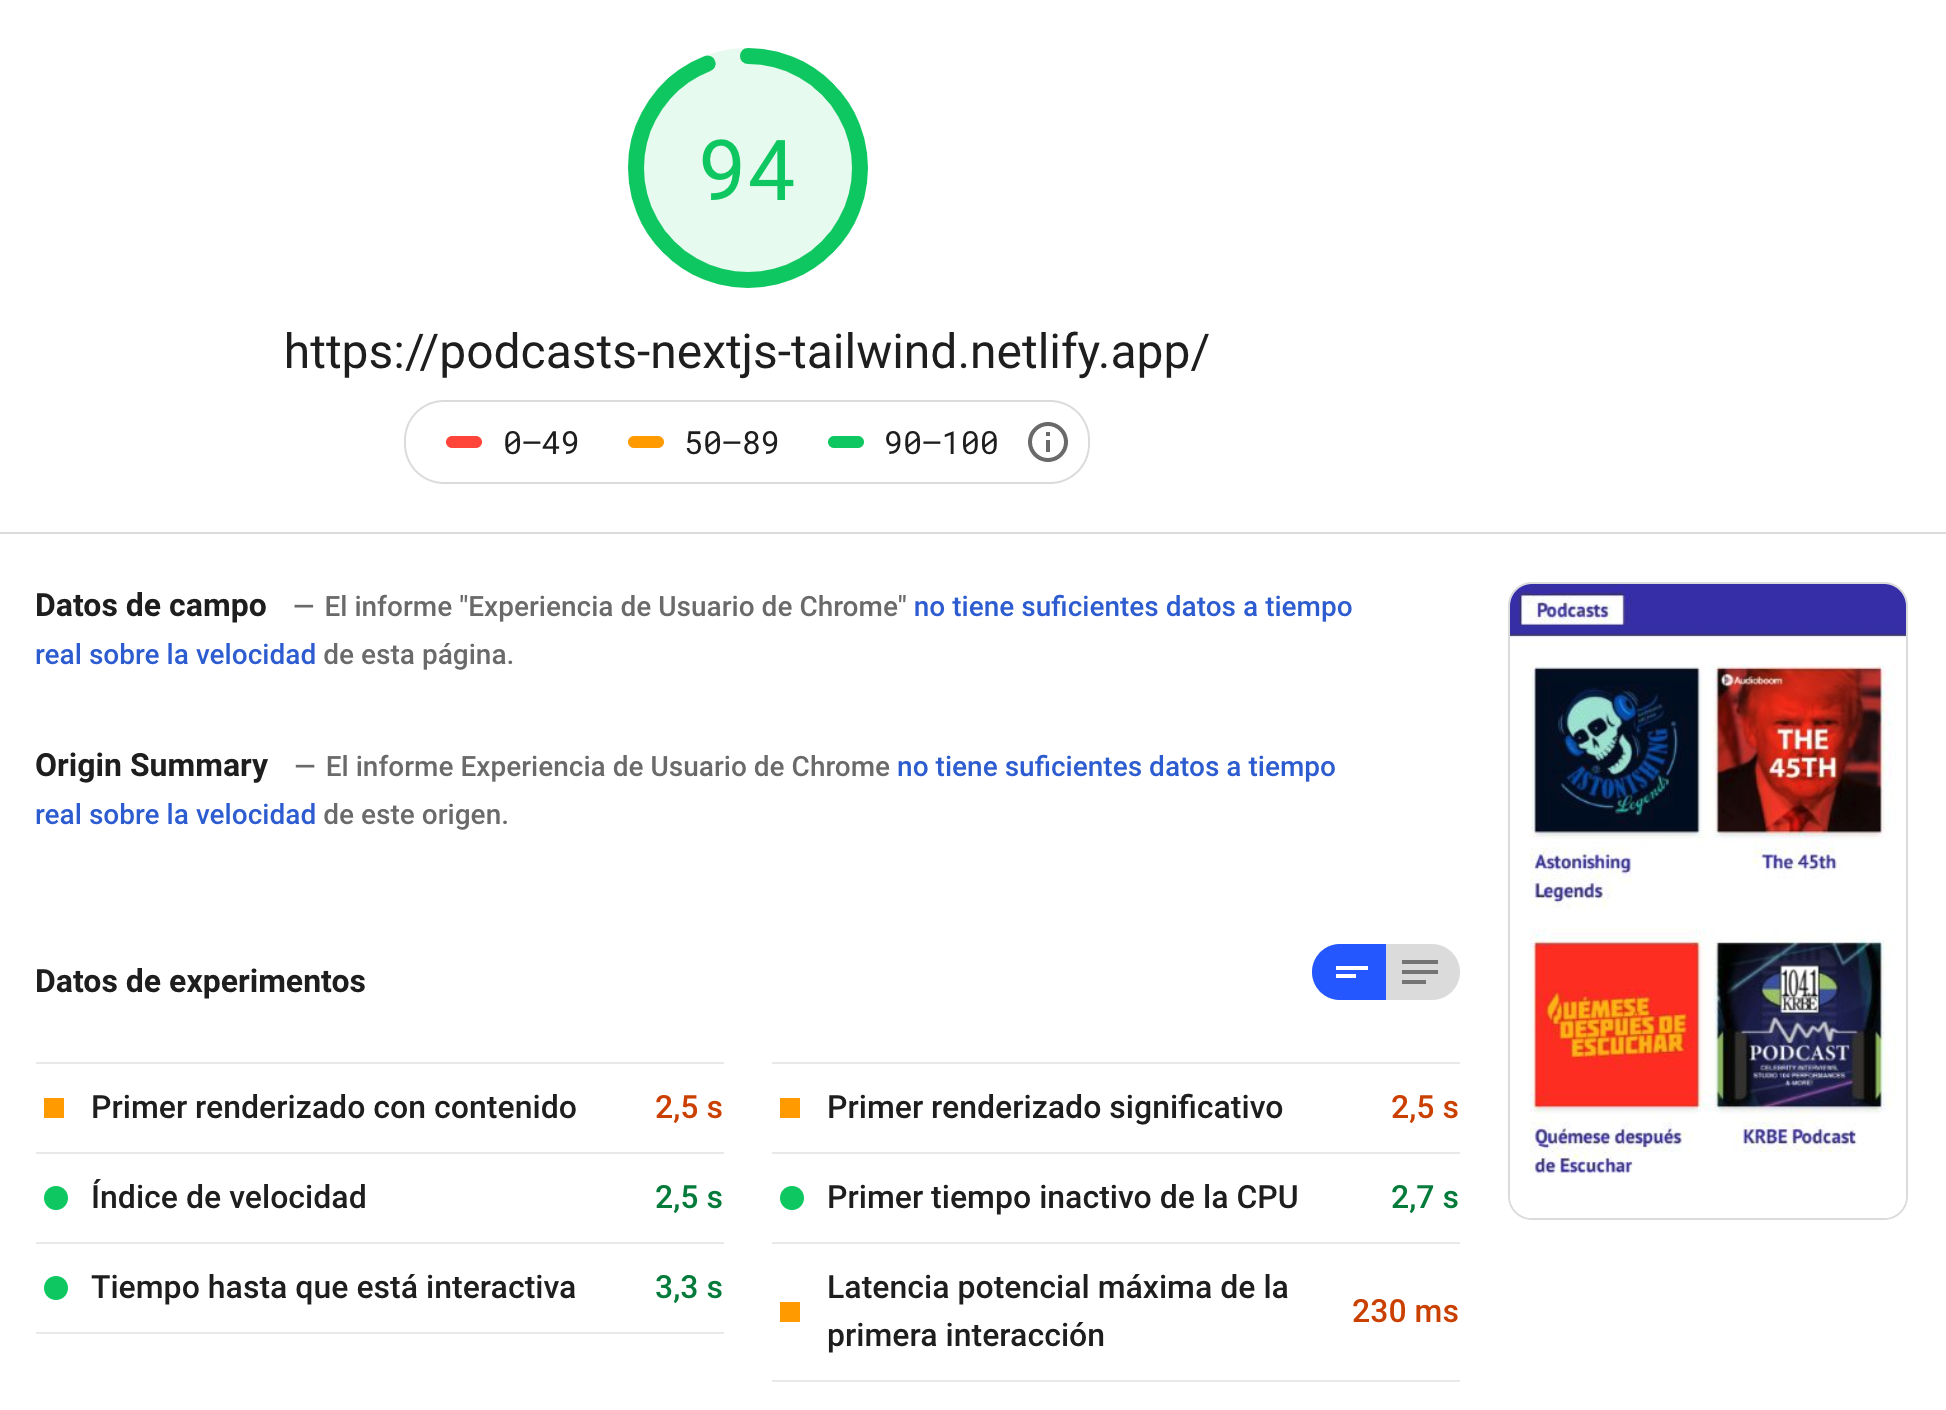 94
https://podcasts-nextjs-tailwind.netlify.app/
0–49 50–89 90–100
Datos de campo — El informe "Experiencia de Usuario de Chrome" no tiene suficientes datos a tiempo
real sobre la velocidad de esta página.
Origin Summary — El informe Experiencia de Usuario de Chrome no tiene suficientes datos a tiempo
real sobre la velocidad de este origen.
Datos de experimentos
Primer renderizado con contenido 2,5 s
Índice de velocidad 2,5 s
Tiempo hasta que está interactiva 3,3 s
Primer renderizado significativo 2,5 s
Primer tiempo inactivo de la CPU 2,7 s
Latencia potencial máxima de la
primera interacción
230 ms
Podcasts
ASTONISHING
Legends
Astonishing
Legends
Audioboom
THE
45TH
The 45th
QUÉMESE
DESPUÉS DE
ESCUCHAR
Quémese después
de Escuchar
104.1
KRBE
PODCAST
CELEBRITY INTERVIEWS,
STUDIO 104 PERFORMANCES
& MORE!
KRBE Podcast